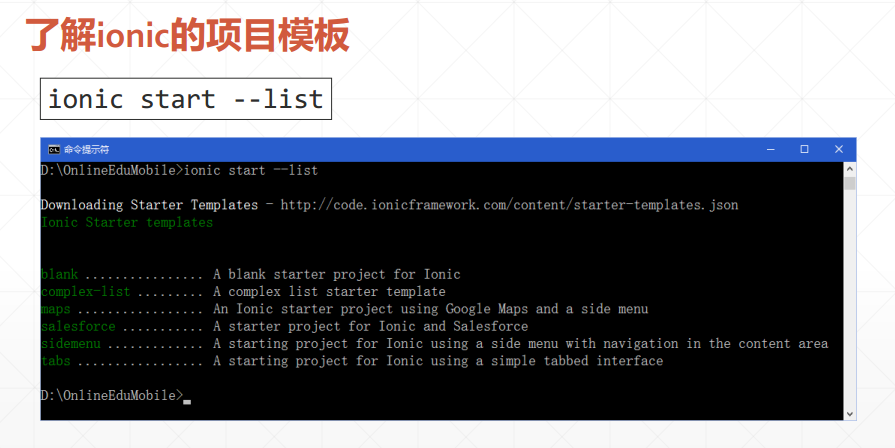 了解ionic的项目模板
ionic start --list
命令提示符
D:\OnlineEduMobile>ionic start --list
Downloading Starter Templates - http://code.ionicframework.com/content/starter-templates.json
Ionic Starter templates
blank ................ A blank starter project for Ionic
complex-list ......... A complex list starter template
maps ................. An Ionic starter project using Google Maps and a side menu
salesforce ........... A starter project for Ionic and Salesforce
sidemenu ............. A starting project for Ionic using a side menu with navigation in the content area
tabs ................. A starting project for Ionic using a simple tabbed interface
D:\OnlineEduMobile>